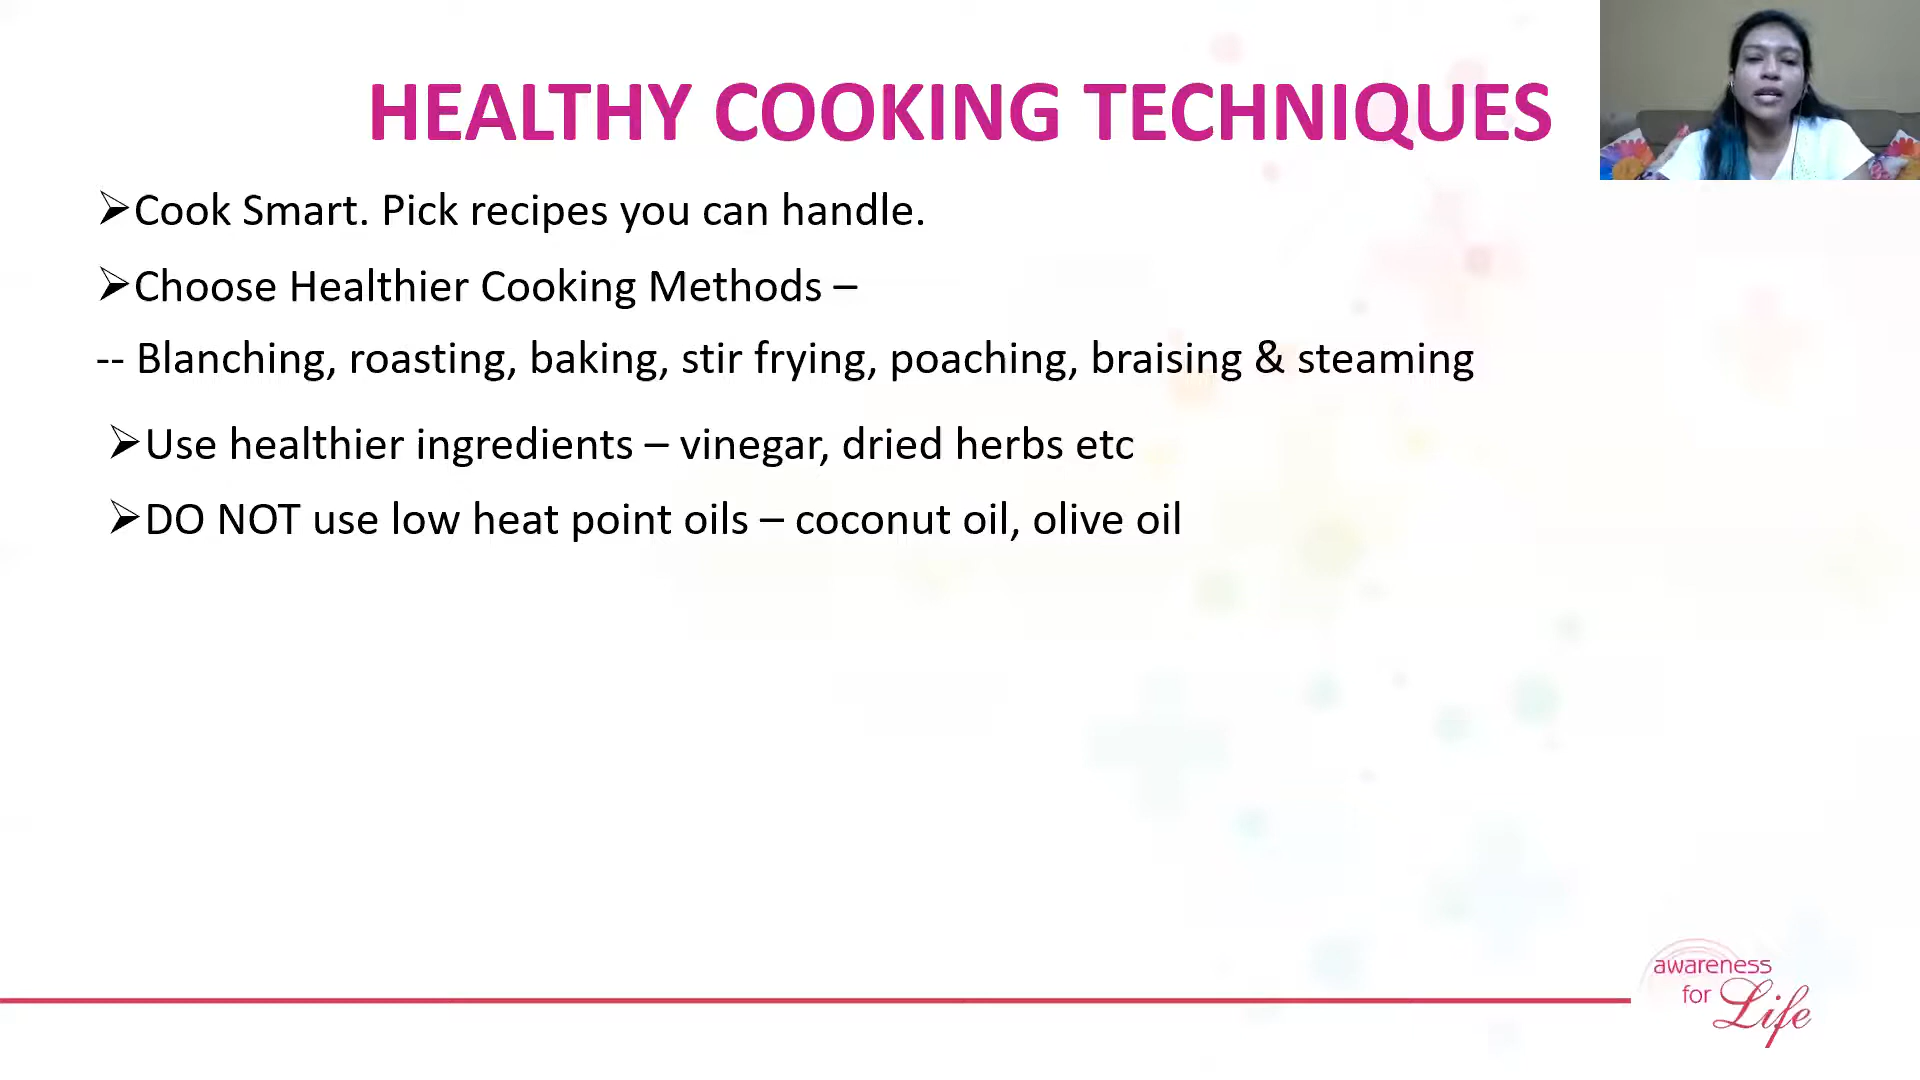 HEALTHY COOKING TECHNIQUES
➢Cook Smart. Pick recipes you can handle.
➢Choose Healthier Cooking Methods –
-- Blanching, roasting, baking, stir frying, poaching, braising & steaming
➢Use healthier ingredients – vinegar, dried herbs etc
➢DO NOT use low heat point oils – coconut oil, olive oil
awareness
for Life